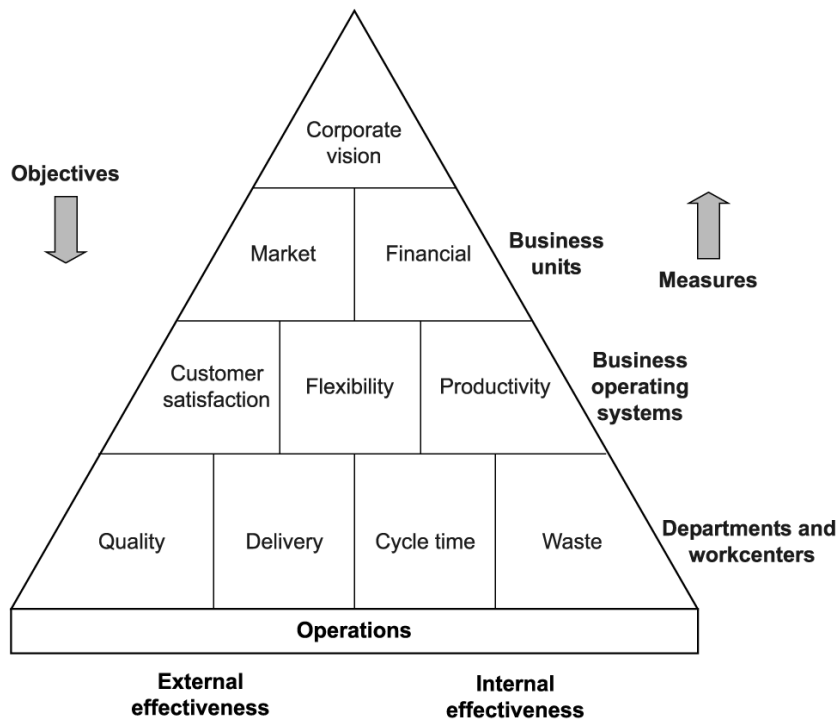 Corporate
vision
Objectives
Market
Financial
Business
units
Measures
Customer
satisfaction
Flexibility
Productivity
Business
operating
systems
Quality
Delivery
Cycle time
Waste
Departments and
workcenters
Operations
External
effectiveness
Internal
effectiveness